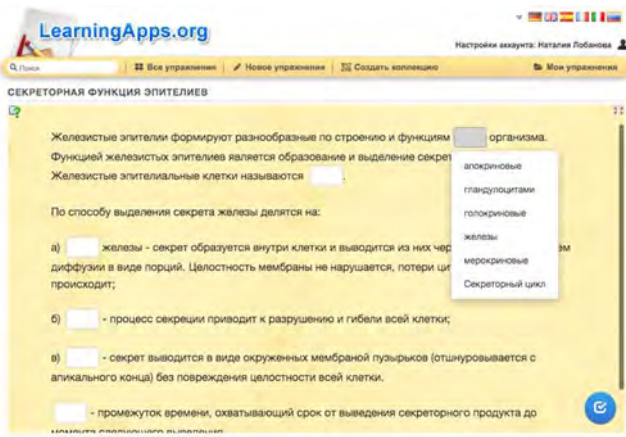 LearningApps.org
Настройки аккаунта: Наталия Лобанова
Поиск Все упражнения Новое упражнение Создать коллекцию Мои упражнения
СЕКРЕТОРНАЯ ФУНКЦИЯ ЭПИТЕЛИЕВ
Железистые эпителии формируют разнообразные по строению и функциям организма.
Функцией железистых эпителиев является образование и выделение секрет
Железистые эпителиальные клетки называются .
апокриновые
гландулоцитами
голокриновые
железы
мерокриновые
Секреторный цикл
По способу выделения секрета железы делятся на:
а) железы - секрет образуется внутри клетки и выводится из них чер ем
диффузии в виде порций. Целостность мембраны не нарушается, потери ци
происходит;
б) - процесс секреции приводит к разрушению и гибели всей клетки;
в) - секрет выводится в виде окруженных мембраной пузырьков (отшнуровывается с
апикального конца) без повреждения целостности всей клетки.
- промежуток времени, охватывающий срок от выведения секреторного продукта до